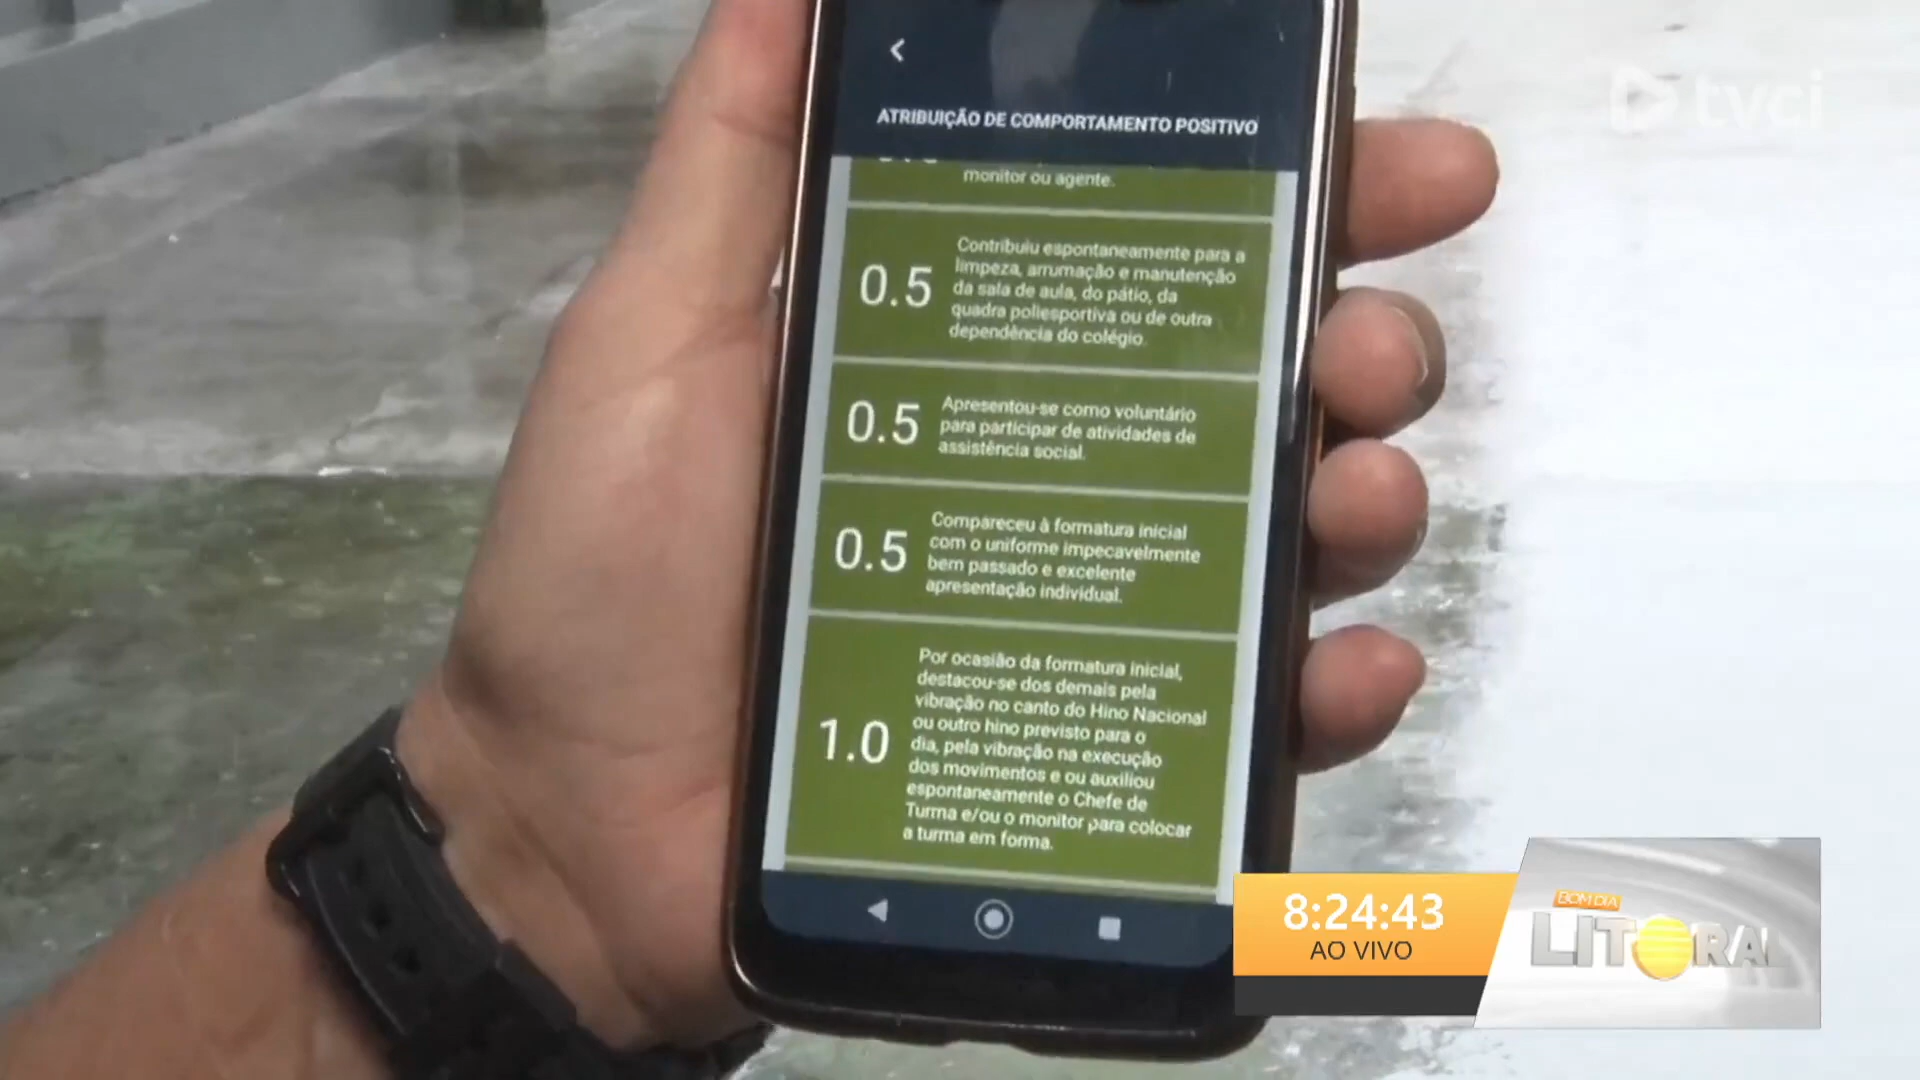 tvci
ATRIBUIÇÃO DE COMPORTAMENTO POSITIVO
monitor ou agente.
0.5
Contribuiu espontaneamente para a
limpeza, arrumação e manutenção
da sala de aula, do pátio, da
quadra poliesportiva ou de outra
dependência do colégio.
0.5
Apresentou-se como voluntário
para participar de atividades de
assistência social.
0.5
Compareceu à formatura inicial
com o uniforme impecavelmente
bem passado e excelente
apresentação individual.
1.0
Por ocasião da formatura inicial,
destacou-se dos demais pela
vibração no canto do Hino Nacional
ou outro hino previsto para o
dia, pela vibração na execução
dos movimentos e ou auxiliou
espontaneamente o Chefe de
Turma e/ou o monitor para colocar
a turma em forma.
8:24:43
AO VIVO
BOM DIA
LITORAL